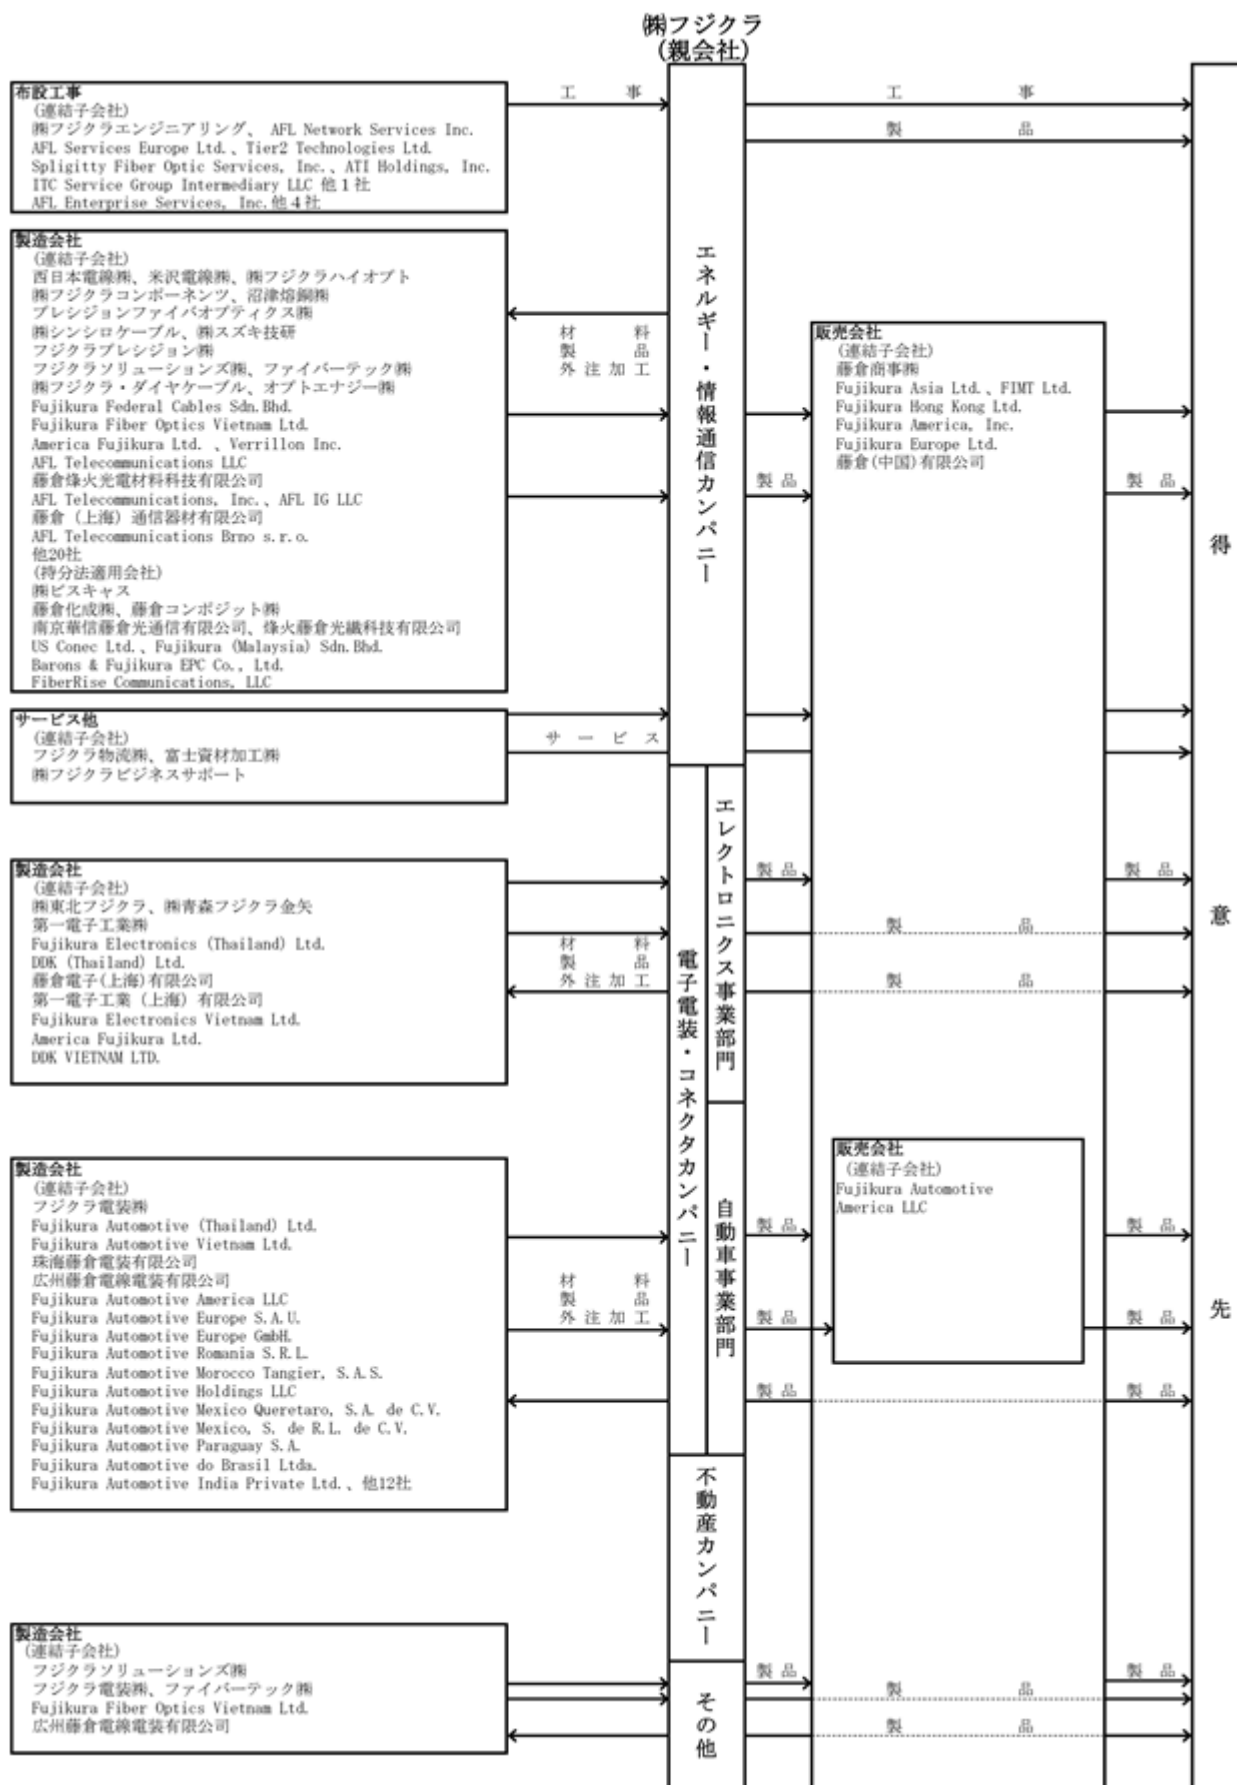 ㈱フジクラ
(親会社)
布設工事
(連結子会社)
㈱フジクラエンジニアリング、 AFL Network Services Inc.
AFL Services Europe Ltd.、Tier2 Technologies Ltd.
Spligitty Fiber Optic Services, Inc.、ATI Holdings, Inc.
ITC Service Group Intermediary LLC 他１社
AFL Enterprise Services, Inc.他４社
工 事
工 事
製 品
製造会社
(連結子会社)
西日本電線㈱、米沢電線㈱、㈱フジクラハイオプト
㈱フジクラコンポーネンツ、沼津熔銅㈱
プレシジョンファイバオプティクス㈱
㈱シンシロケーブル、㈱スズキ技研
フジクラプレシジョン㈱
フジクラソリューションズ㈱、ファイバーテック㈱
㈱フジクラ・ダイヤケーブル、オプトエナジー㈱
Fujikura Federal Cables Sdn.Bhd.
Fujikura Fiber Optics Vietnam Ltd.
America Fujikura Ltd. 、Verrillon Inc.
AFL Telecommunications LLC
藤倉烽火光電材料科技有限公司
AFL Telecommunications, Inc.、AFL IG LLC
藤倉（上海）通信器材有限公司
AFL Telecommunications Brno s.r.o.
他20社
(持分法適用会社)
㈱ビスキャス
藤倉化成㈱、藤倉コンポジット㈱
南京華信藤倉光通信有限公司、烽火藤倉光繊科技有限公司
US Conec Ltd.、Fujikura (Malaysia) Sdn.Bhd.
Barons & Fujikura EPC Co., Ltd.
FiberRise Communications, LLC
材 料
製 品
外注加工
エネルギー・情報通信カンパニー
製品
販売会社
(連結子会社)
藤倉商事㈱
Fujikura Asia Ltd.、FIMT Ltd.
Fujikura Hong Kong Ltd.
Fujikura America, Inc.
Fujikura Europe Ltd.
藤倉(中国)有限公司
製品
得意先
サービス他
(連結子会社)
フジクラ物流㈱、富士資材加工㈱
㈱フジクラビジネスサポート
サービス
製造会社
(連結子会社)
㈱東北フジクラ、㈱青森フジクラ金矢
第一電子工業㈱
Fujikura Electronics (Thailand) Ltd.
DDK (Thailand) Ltd.
藤倉電子(上海)有限公司
第一電子工業（上海）有限公司
Fujikura Electronics Vietnam Ltd.
America Fujikura Ltd.
DDK VIETNAM LTD.
材 料
製 品
外注加工
電子電装・コネクタカンパニー
エレクトロニクス事業部門
製品
製品
製 品
製 品
製造会社
(連結子会社)
フジクラ電装㈱
Fujikura Automotive (Thailand) Ltd.
Fujikura Automotive Vietnam Ltd.
珠海藤倉電装有限公司
広州藤倉電線電装有限公司
Fujikura Automotive America LLC
Fujikura Automotive Europe S.A.U.
Fujikura Automotive Europe GmbH.
Fujikura Automotive Romania S.R.L.
Fujikura Automotive Morocco Tangier, S.A.S.
Fujikura Automotive Holdings LLC
Fujikura Automotive Mexico Queretaro, S.A. de C.V.
Fujikura Automotive Mexico, S. de R.L. de C.V.
Fujikura Automotive Paraguay S.A.
Fujikura Automotive do Brasil Ltda.
Fujikura Automotive India Private Ltd.、他12社
材 料
製 品
外注加工
自動車事業部門
製品
製品
製品
販売会社
(連結子会社)
Fujikura Automotive
America LLC
製品
製品
製品
不動産カンパニー
製造会社
(連結子会社)
フジクラソリューションズ㈱
フジクラ電装㈱、ファイバーテック㈱
Fujikura Fiber Optics Vietnam Ltd.
広州藤倉電線電装有限公司
その他
製品
製品
製 品
製 品